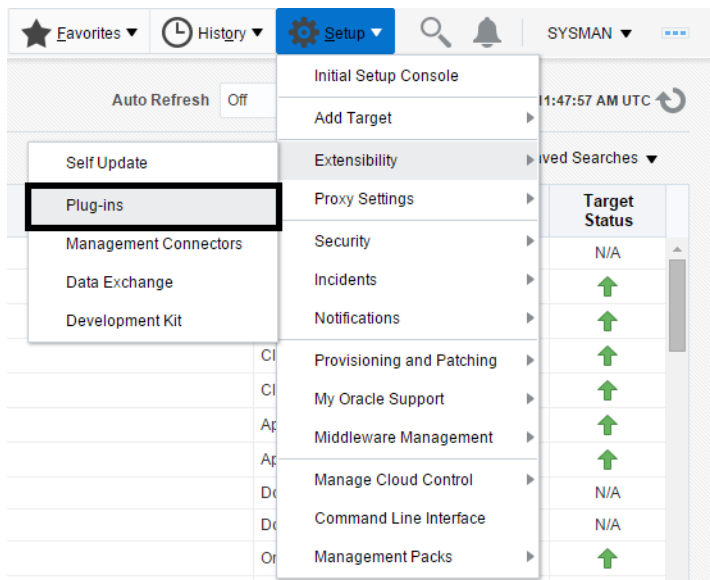 Favorites ▼ History ▼ Setup ▼ SYSMAN ▼
Initial Setup Console
Auto Refresh Off 11:47:57 AM UTC
Add Target
Self Update Extensibility Searches ▼
Plug-ins Proxy Settings Target
Status
Management Connectors Security N/A
Data Exchange Incidents
Development Kit Notifications
Provisioning and Patching
My Oracle Support
Middleware Management
Manage Cloud Control N/A
Command Line Interface N/A
Management Packs